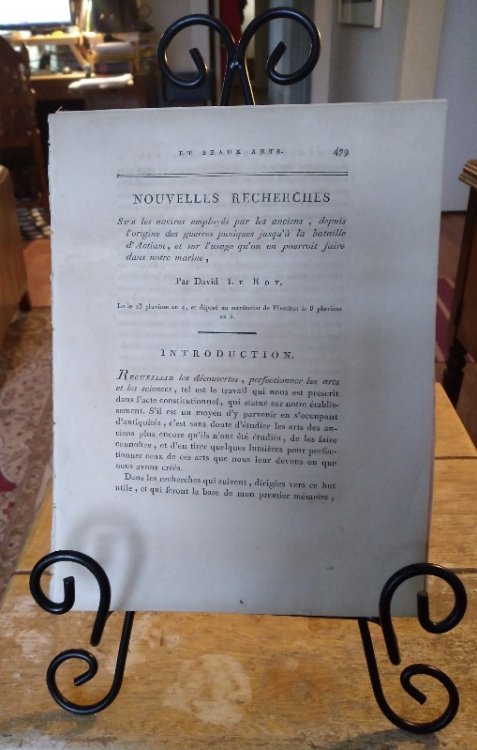 ET BEAUX ARTS. 479
NOUVELLES RECHERCHES
Sur les navires employés par les anciens, depuis
l'origine des guerres puniques jusqu'à la bataille
d'Actium, et sur l'usage qu'on en pourroit faire
dans notre marine,
Par David LE ROY.
Lu le 13 pluviose an 4, et déposé au secrétariat de l'Institut le 6 pluviose
an 5.
INTRODUCTION.
RECUEILLIR les découvertes, perfectionner les arts
et les sciences, tel est le travail qui nous est prescrit
dans l'acte constitutionnel, qui statue sur notre établis-
sement. S'il est un moyen d'y parvenir en s'occupant
d'antiquités, c'est sans doute d'étudier les arts des an-
ciens plus encore qu'ils n'ont été étudiés, de les faire
connoître, et d'en tirer quelques lumières pour perfec-
tionner ceux de ces arts que nous leur devons ou que
nous avons créés.
Dans les recherches qui suivent, dirigées vers ce but
utile, et qui feront la base de mon premier mémoire,